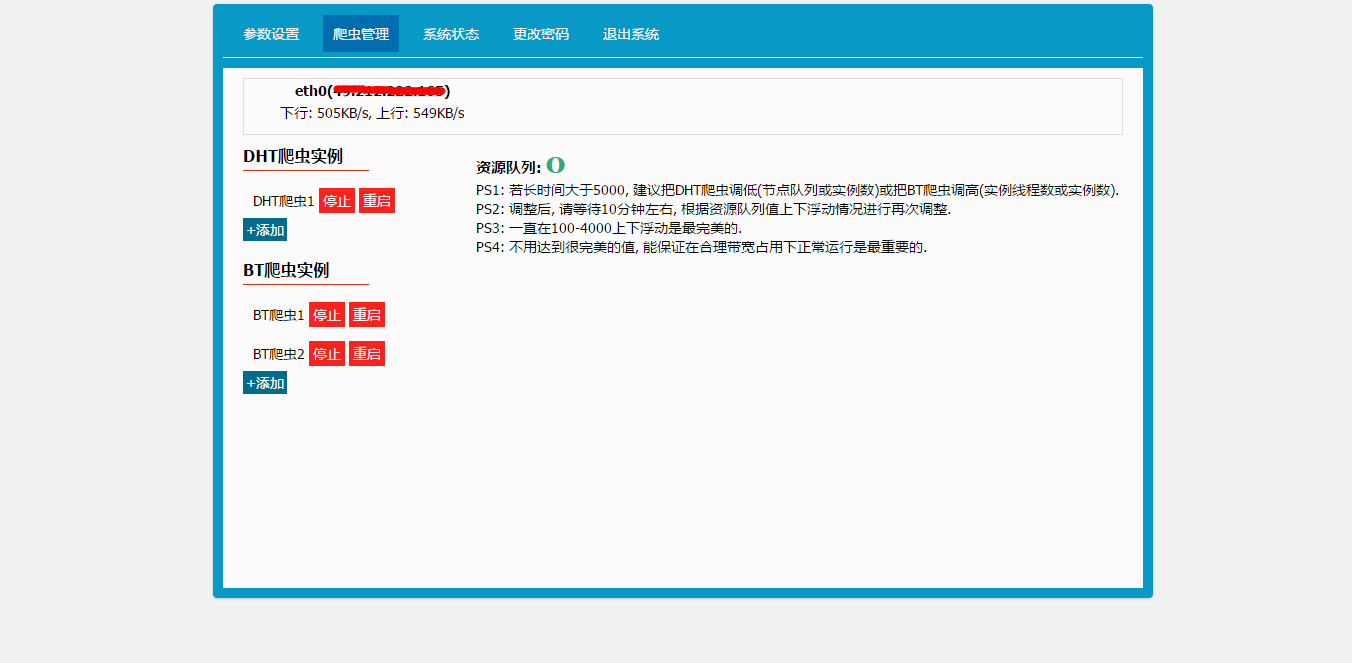 参数设置 爬虫管理 系统状态 更改密码 退出系统
eth0( )
下行: 505KB/s, 上行: 549KB/s
DHT爬虫实例
DHT爬虫1 停止 重启
+添加
BT爬虫实例
BT爬虫1 停止 重启
BT爬虫2 停止 重启
+添加
资源队列: 0
PS1: 若长时间大于5000, 建议把DHT爬虫调低(节点队列或实例数)或把BT爬虫调高(实例线程数或实例数).
PS2: 调整后, 请等待10分钟左右, 根据资源队列值上下浮动情况进行再次调整.
PS3: 一直在100-4000上下浮动是最完美的.
PS4: 不用达到很完美的值, 能保证在合理带宽占用下正常运行是最重要的.